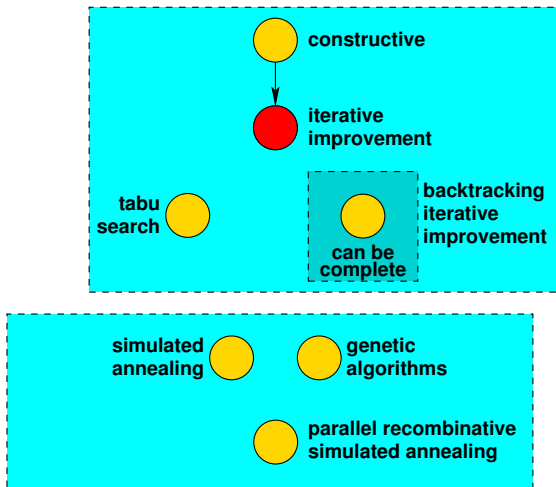 constructive
iterative
improvement
tabu
search
backtracking
iterative
improvement
can be
complete
simulated
annealing
genetic
algorithms
parallel recombinative
simulated annealing